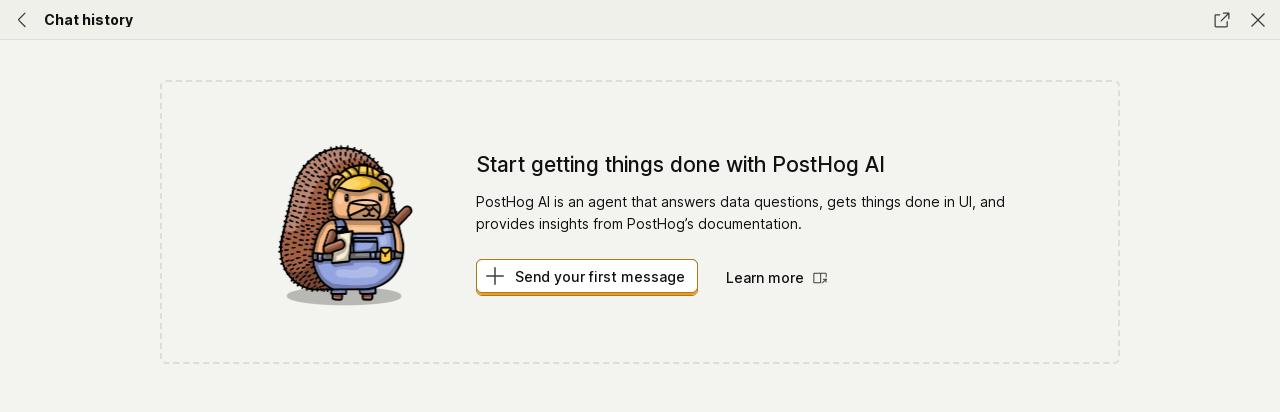 Chat history
Start getting things done with PostHog AI
PostHog AI is an agent that answers data questions, gets things done in UI, and
provides insights from PostHog’s documentation.
Send your first message
Learn more